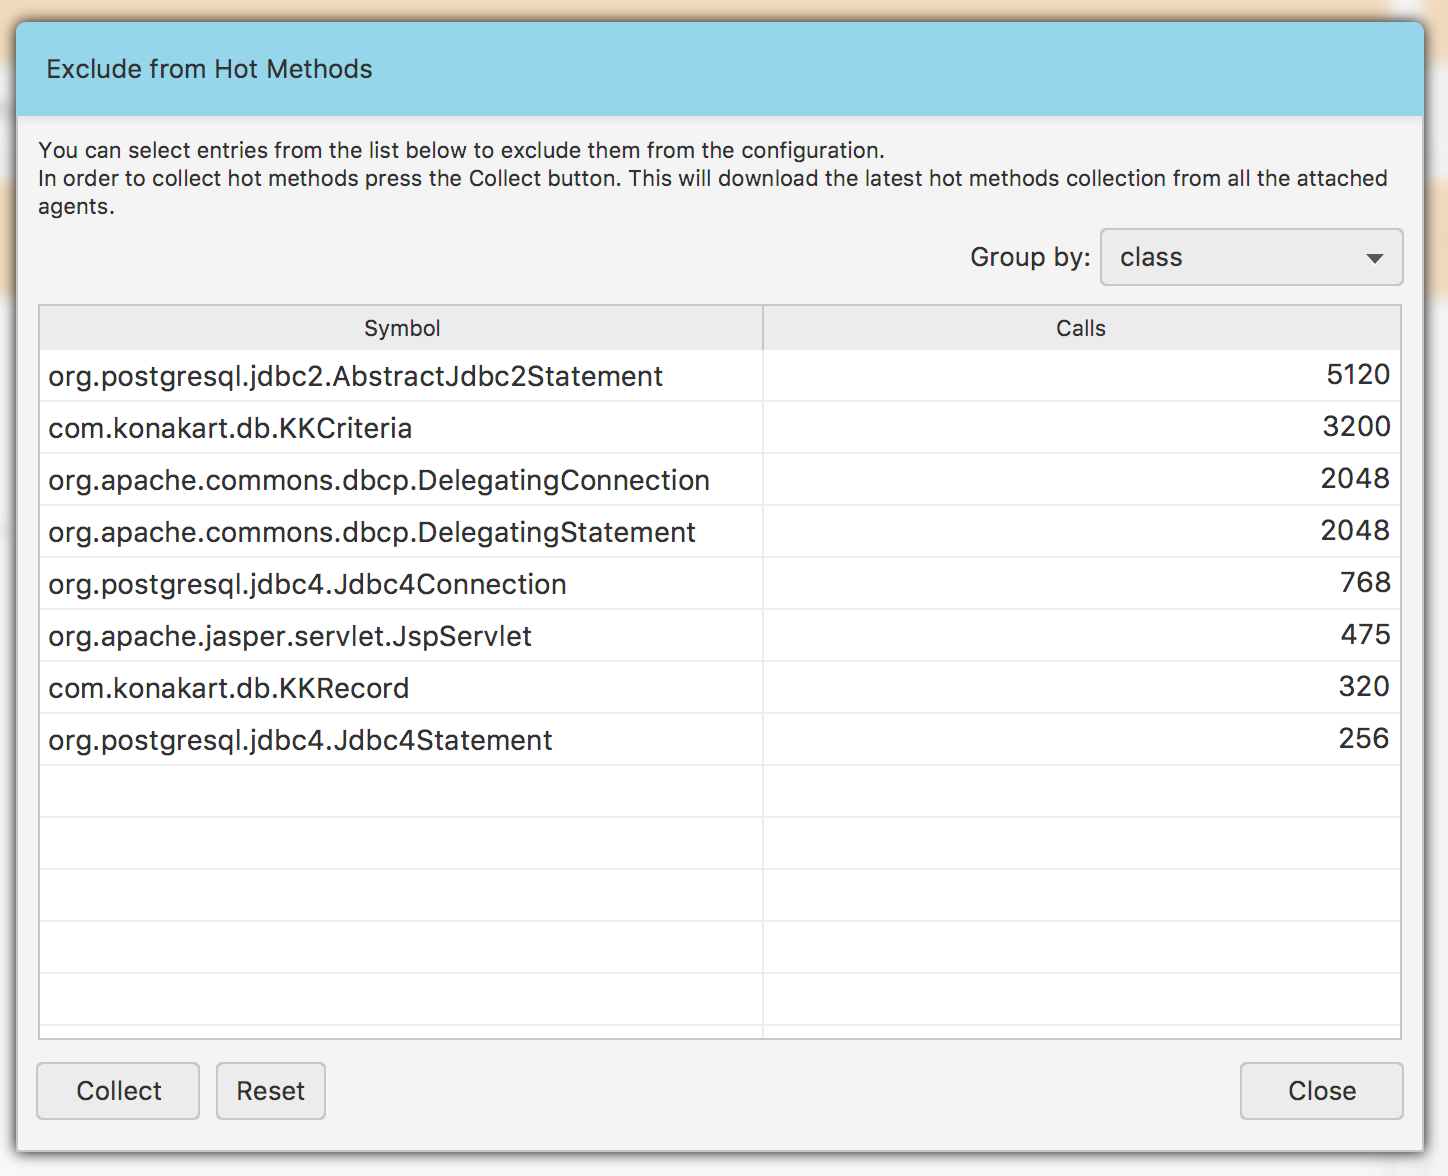 Exclude from Hot Methods
You can select entries from the list below to exclude them from the configuration.
In order to collect hot methods press the Collect button. This will download the latest hot methods collection from all the attached
agents.
Group by: class
Symbol Calls
org.postgresql.jdbc2.AbstractJdbc2Statement 5120
com.konakart.db.KKCriteria 3200
org.apache.commons.dbcp.DelegatingConnection 2048
org.apache.commons.dbcp.DelegatingStatement 2048
org.postgresql.jdbc4.Jdbc4Connection 768
org.apache.jasper.servlet.JspServlet 475
com.konakart.db.KKRecord 320
org.postgresql.jdbc4.Jdbc4Statement 256
Collect Reset Close